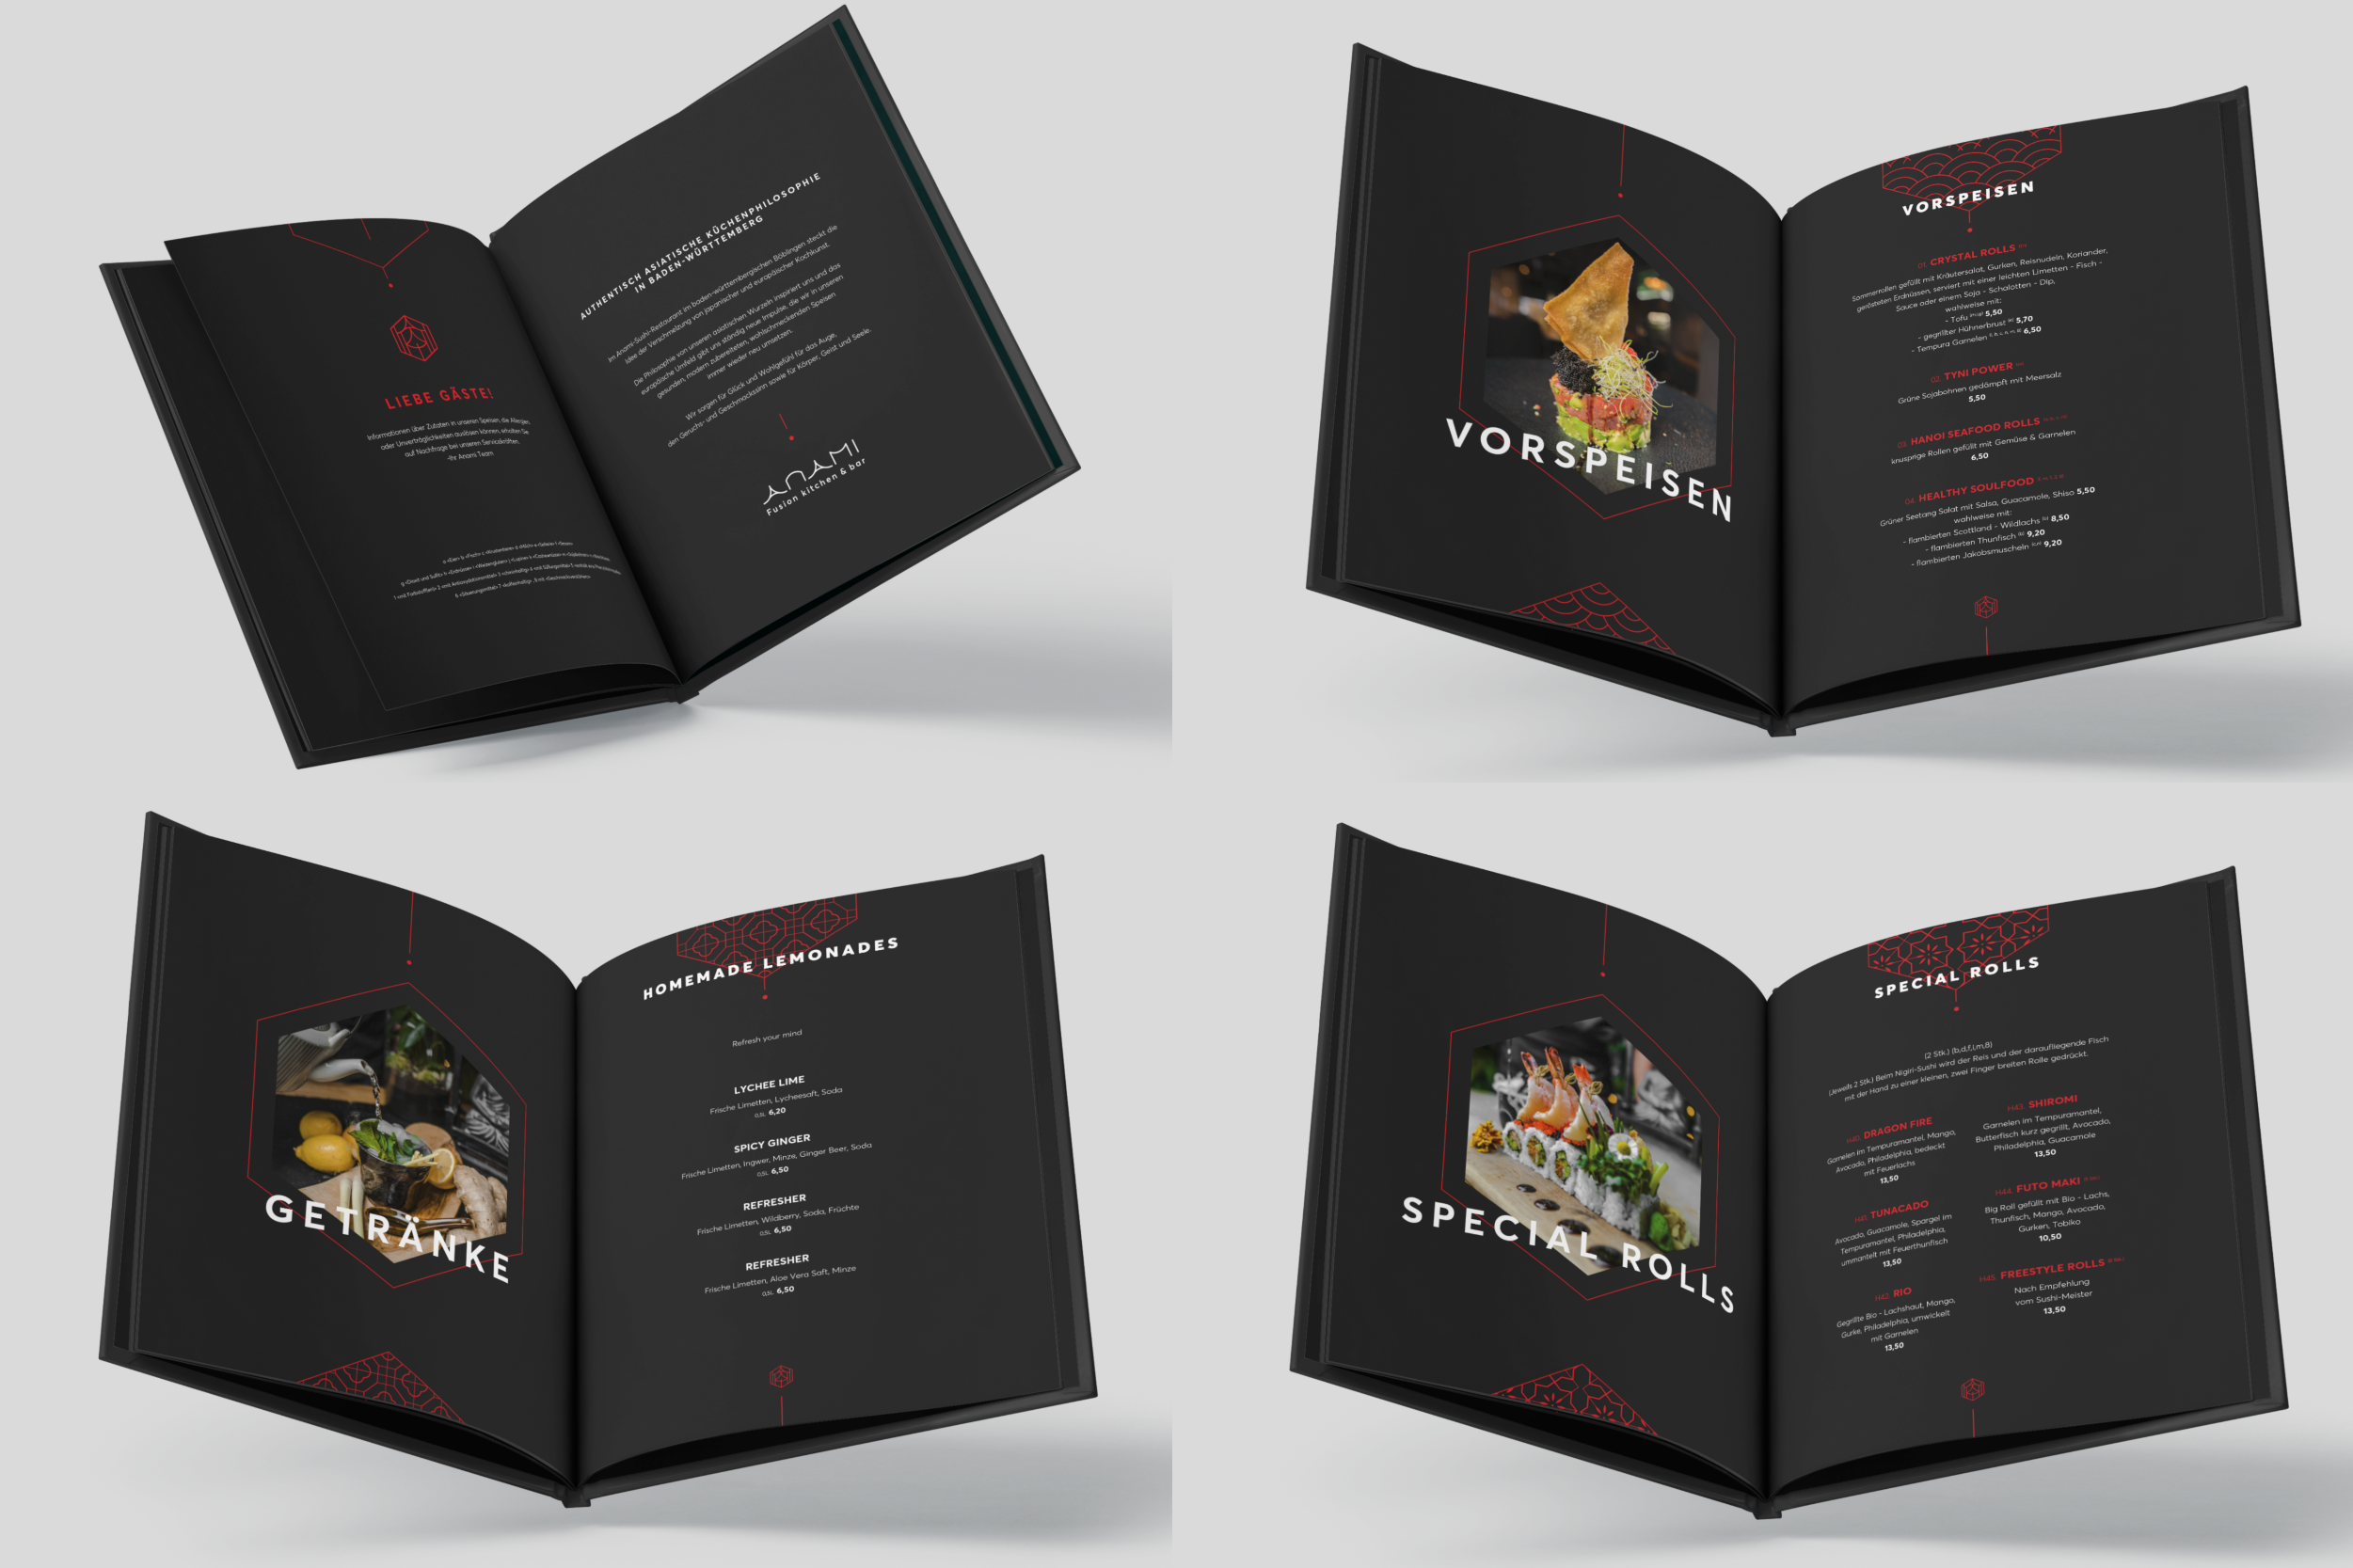 LIEBE GÄSTE!
Informationen über Zutaten in unseren Speisen, die Allergien
oder Unverträglichkeiten auslösen können, erhalten Sie
auf Nachfrage bei unseren Servicekräften.
-Ihr Anami Team
AUTHENTISCH ASIATISCHE KÜCHENPHILOSOPHIE
IN BADEN-WÜRTTEMBERG
Im Anami-Sushi-Restaurant im baden-württembergischen Böblingen steckt die
Idee der Verschmelzung von japanischer und europäischer Kochkunst.
Die Philosophie von unseren asiatischen Wurzeln inspiriert uns und das
europäische Umfeld gibt uns ständig neue Impulse, die wir in unseren
gesunden, modern zubereiteten, wohlschmeckenden Speisen
immer wieder neu umsetzen.
Wir sorgen für Glück und Wohlgefühl für das Auge,
den Geruchs- und Geschmackssinn sowie für Körper, Geist und Seele.
ANAMI
Fusion kitchen & bar
VORSPEISEN
VORSPEISEN
01. CRYSTAL ROLLS
Sommerrollen gefüllt mit Kräutersalat, Gurken, Reisnudeln, Koriander,
gerösteten Erdnüssen, serviert mit einer leichten Limetten - Fisch -
Sauce oder einem Soja - Schalotten - Dip,
wahlweise mit:
- Tofu 5,50
- gegrillter Hühnerbrust 5,70
- Tempura Garnelen 6,50
02. TYNI POWER
Grüne Sojabohnen gedämpft mit Meersalz
5,50
03. HANOI SEAFOOD ROLLS
knusprige Rollen gefüllt mit Gemüse & Garnelen
6,50
04. HEALTHY SOULFOOD
Grüner Seetang Salat mit Salsa, Guacamole, Shiso 5,50
wahlweise mit:
- flambierten Scottland - Wildlachs 8,50
- flambierten Thunfisch 9,20
- flambierten Jakobsmuscheln 9,20
GETRÄNKE
HOMEMADE LEMONADES
Refresh your mind
LYCHEE LIME
Frische Limetten, Lycheesaft, Soda
0,5L 6,20
SPICY GINGER
Frische Limetten, Ingwer, Minze, Ginger Beer, Soda
0,5L 6,50
REFRESHER
Frische Limetten, Wildberry, Soda, Früchte
0,5L 6,50
REFRESHER
Frische Limetten, Aloe Vera Saft, Minze
0,5L 6,50
SPECIAL ROLLS
SPECIAL ROLLS
(2 Stk.) (b,d,f,l,m,8)
(Jeweils 2 Stk.) Beim Nigiri-Sushi wird der Reis und der daraufliegende Fisch
mit der Hand zu einer kleinen, zwei Finger breiten Rolle gedrückt.
H40. DRAGON FIRE
Garnelen im Tempuramantel, Mango,
Avocado, Philadelphia, bedeckt
mit Feuerlachs
13,50
H41. TUNACADO
Avocado, Guacamole, Spargel im
Tempuramantel, Philadelphia,
ummantelt mit Feuerthunfisch
13,50
H42. RIO
Gegrillte Bio - Lachshaut, Mango,
Gurke, Philadelphia, umwickelt
mit Garnelen
13,50
H43. SHIROMI
Garnelen im Tempuramantel,
Butterfisch kurz gegrillt, Avocado,
Philadelphia, Guacamole
13,50
H44. FUTO MAKI
Big Roll gefüllt mit Bio - Lachs,
Thunfisch, Mango, Avocado,
Gurken, Tobiko
10,50
H45. FREESTYLE ROLLS
Nach Empfehlung
vom Sushi-Meister
13,50